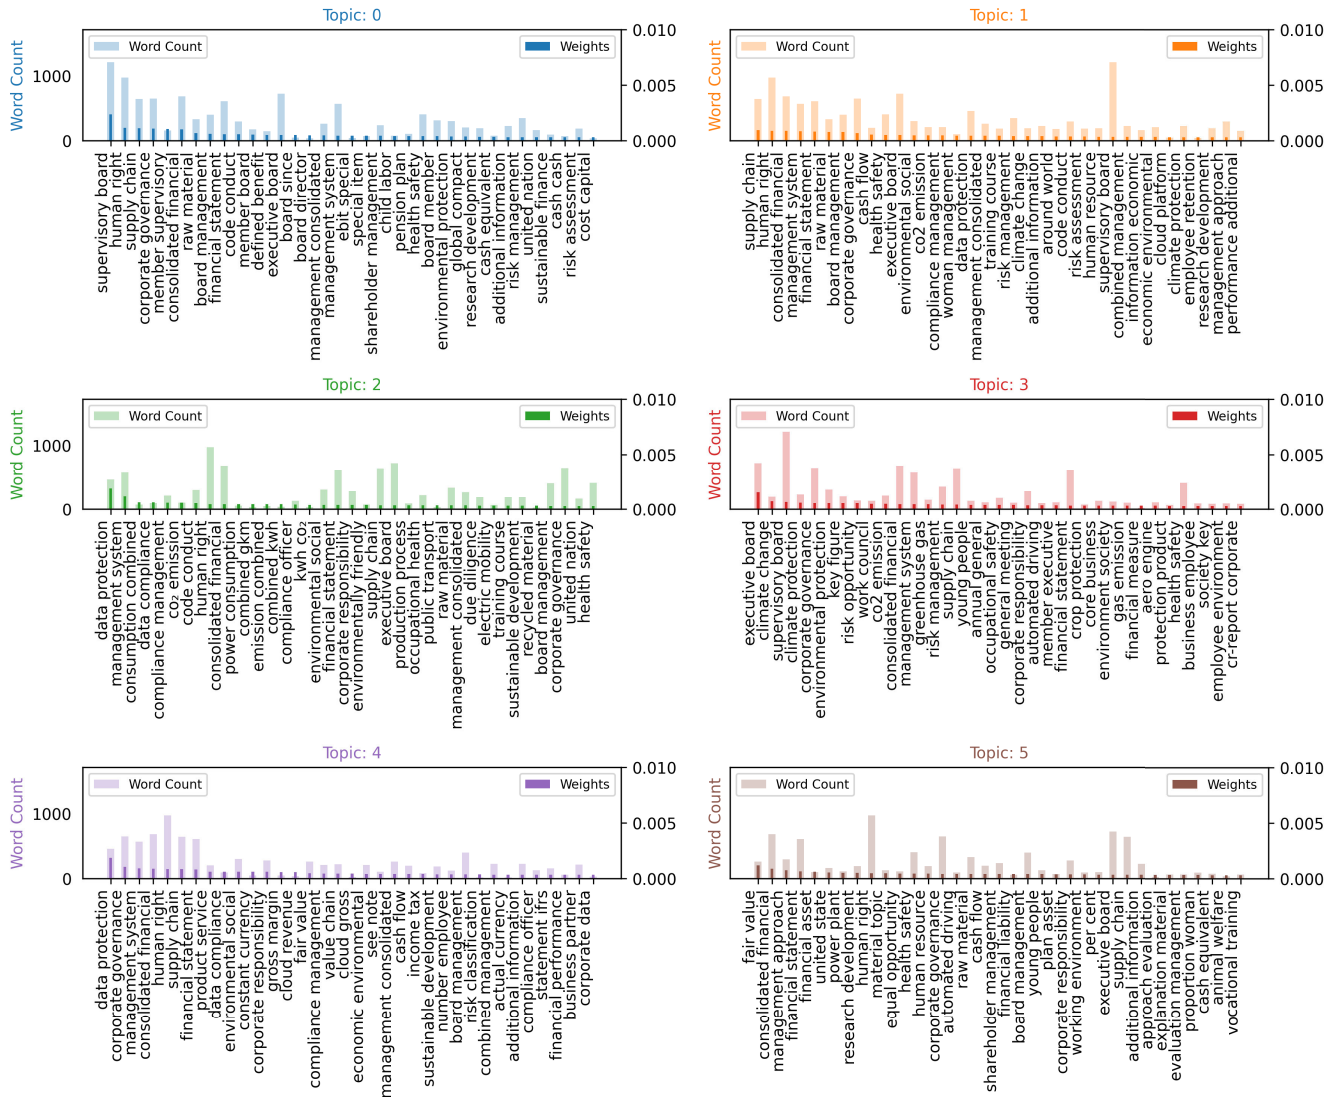 Topic: 0
Word Count
Word Count
Weights
1000
0
0.010
0.005
0.000
supervisory board
human right
supply chain
corporate governance
member supervisory
consolidated financial
raw material
board management
financial statement
code conduct
member board
defined benefit
executive board
board since
board director
management consolidated
management system
ebit special
special item
shareholder management
child labor
pension plan
health safety
board member
environmental protection
global compact
research development
cash equivalent
additional information
risk management
united nation
sustainable finance
cash cash
risk assessment
cost capital
Topic: 1
Word Count
Word Count
Weights
0.010
0.005
0.000
supply chain
human right
consolidated financial
management system
financial statement
raw material
board management
corporate governance
cash flow
health safety
executive board
environmental social
co2 emission
compliance management
woman management
data protection
management consolidated
training course
risk management
climate change
additional information
around world
code conduct
risk assessment
human resource
supervisory board
combined management
information economic
economic environmental
cloud platform
climate protection
employee retention
research development
management approach
performance additional
Topic: 2
Word Count
Word Count
Weights
1000
0
0.010
0.005
0.000
data protection
management system
consumption combined
data compliance
compliance management
co₂ emission
code conduct
human right
consolidated financial
power consumption
combined gkm
emission combined
combined kwh
compliance officer
kwh co₂
environmental social
financial statement
corporate responsibility
environmentally friendly
supply chain
executive board
production process
occupational health
public transport
raw material
management consolidated
due diligence
electric mobility
training course
sustainable development
recycled material
board management
corporate governance
united nation
health safety
Topic: 3
Word Count
Word Count
Weights
0.010
0.005
0.000
executive board
climate change
supervisory board
climate protection
corporate governance
environmental protection
key figure
risk opportunity
work council
co2 emission
consolidated financial
management system
greenhouse gas
risk management
supply chain
young people
annual general
occupational safety
general meeting
corporate responsibility
automated driving
member executive
financial statement
crop protection
core business
environment society
gas emission
financial measure
aero engine
protection product
health safety
business employee
society key
employee environment
cr-report corporate
Topic: 4
Word Count
Word Count
Weights
1000
0
0.010
0.005
0.000
data protection
corporate governance
management system
consolidated financial
human right
supply chain
financial statement
product service
data compliance
environmental social
constant currency
corporate responsibility
gross margin
cloud revenue
fair value
compliance management
value chain
cloud gross
economic environmental
see note
management consolidated
cash flow
income tax
sustainable development
number employee
board management
risk classification
combined management
actual currency
additional information
compliance officer
statement ifrs
financial performance
business partner
corporate data
Topic: 5
Word Count
Word Count
Weights
0.010
0.005
0.000
fair value
consolidated financial
management approach
financial statement
financial asset
united state
power plant
research development
human right
material topic
equal opportunity
health safety
human resource
corporate governance
automated driving
raw material
cash flow
shareholder management
financial liability
board management
young people
plan asset
corporate responsibility
working environment
per cent
executive board
supply chain
additional information
approach evaluation
explanation material
evaluation management
proportion woman
cash equivalent
animal welfare
vocational training